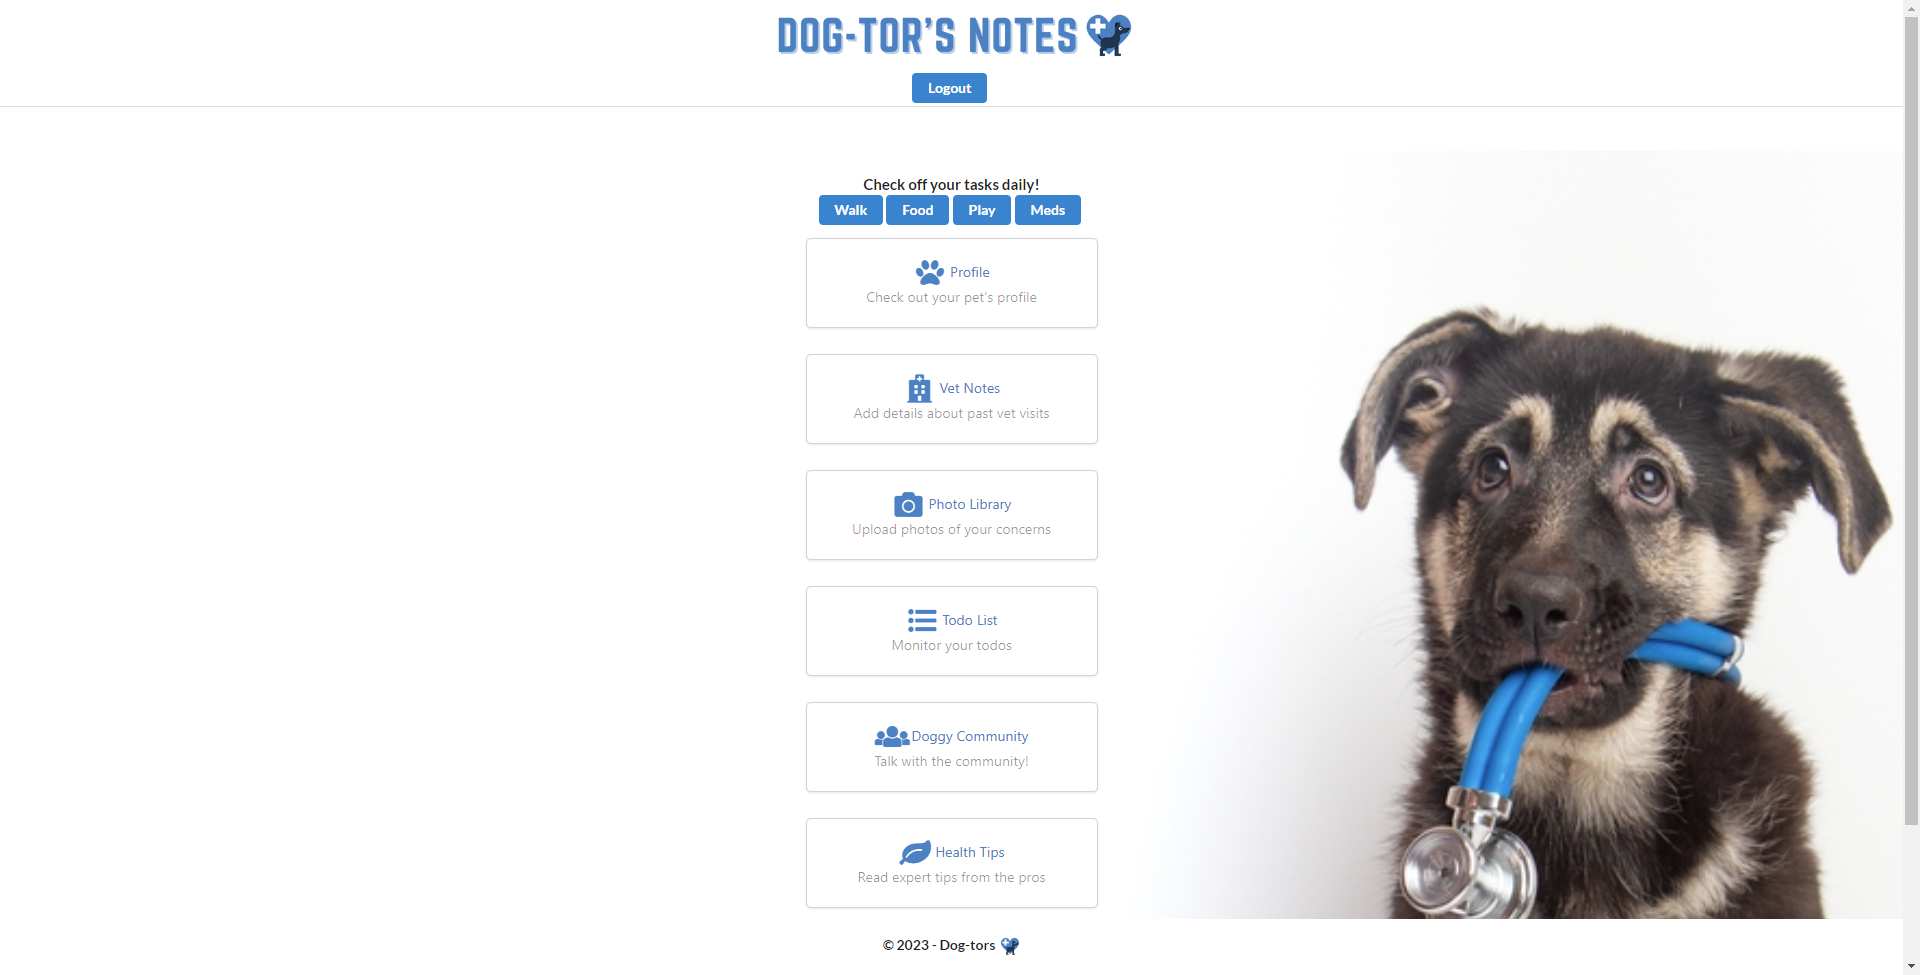 DOG-TOR'S NOTES
Logout
Check off your tasks daily!
Walk Food Play Meds
Profile
Check out your pet's profile
Vet Notes
Add details about past vet visits
Photo Library
Upload photos of your concerns
Todo List
Monitor your todos
Doggy Community
Talk with the community!
Health Tips
Read expert tips from the pros
© 2023 - Dog-tors